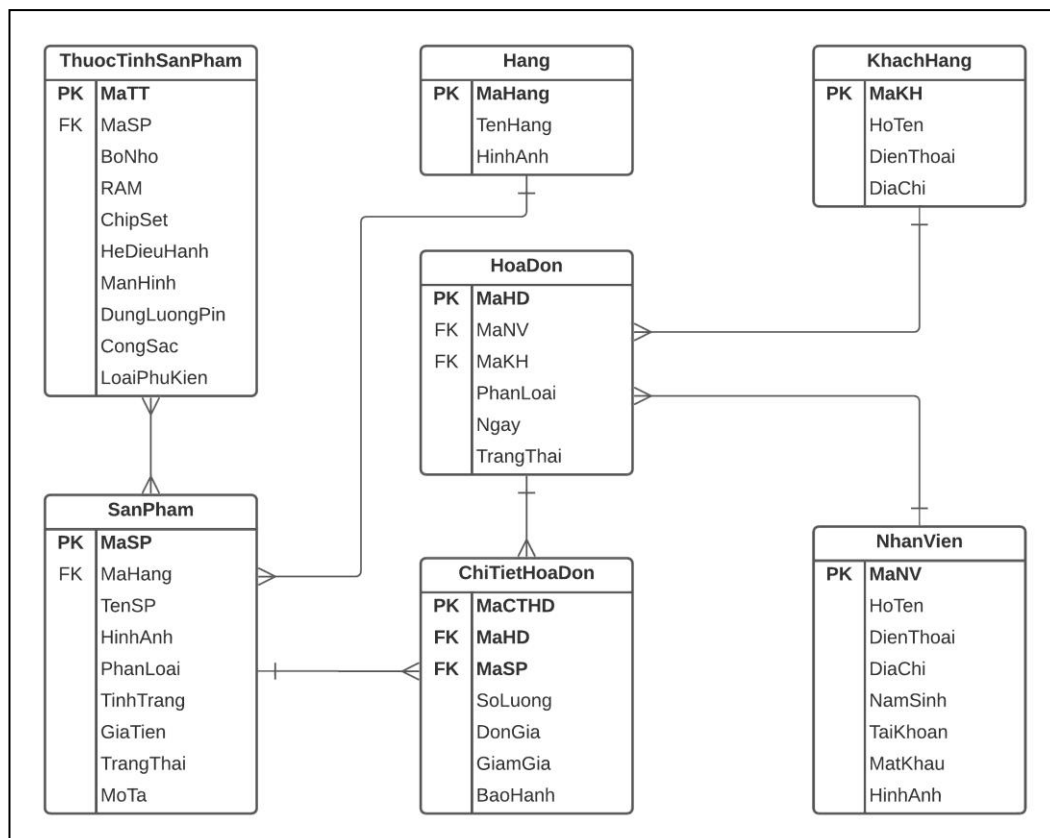 ThuocTinhSanPham
PK MaTT
FK MaSP
BoNho
RAM
ChipSet
HeDieuHanh
ManHinh
DungLuongPin
CongSac
LoaiPhuKien
Hang
PK MaHang
TenHang
HinhAnh
KhachHang
PK MaKH
HoTen
DienThoai
DiaChi
HoaDon
PK MaHD
FK MaNV
FK MaKH
PhanLoai
Ngay
TrangThai
SanPham
PK MaSP
FK MaHang
TenSP
HinhAnh
PhanLoai
TinhTrang
GiaTien
TrangThai
MoTa
ChiTietHoaDon
PK MaCTHD
FK MaHD
FK MaSP
SoLuong
DonGia
GiamGia
BaoHanh
NhanVien
PK MaNV
HoTen
DienThoai
DiaChi
NamSinh
TaiKhoan
MatKhau
HinhAnh